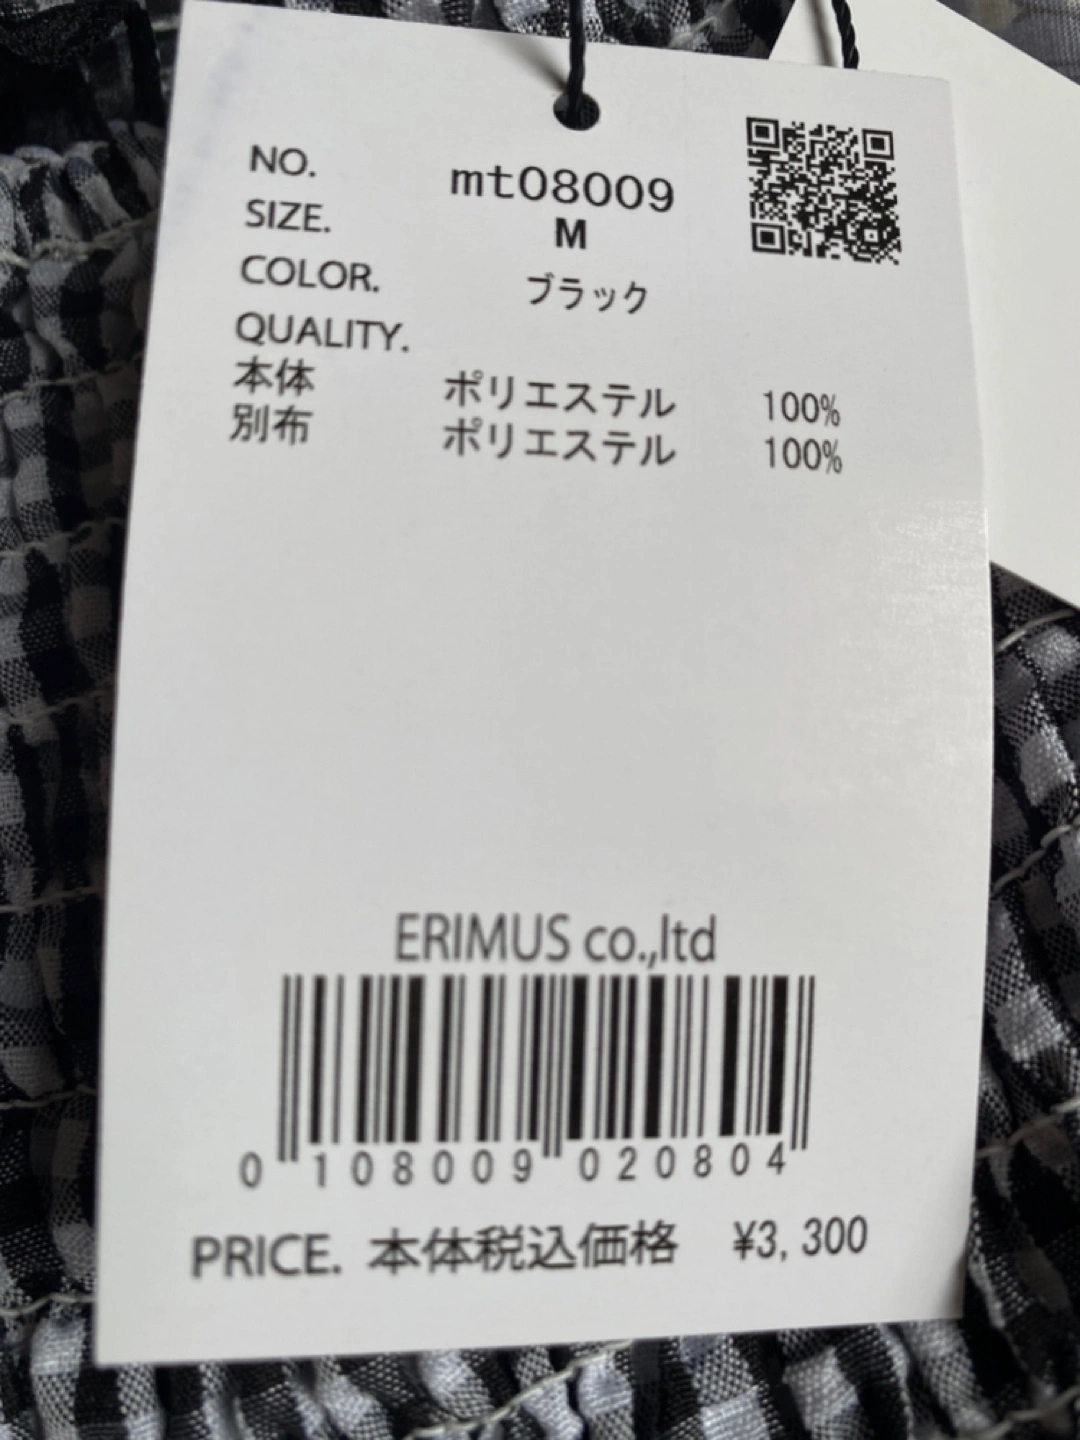 NO. mt08009
SIZE. M
COLOR. ブラック
QUALITY.
本体 ポリエステル 100%
別布 ポリエステル 100%
ERIMUS co.,ltd
0 108009 020804
PRICE. 本体税込価格 ¥3,300